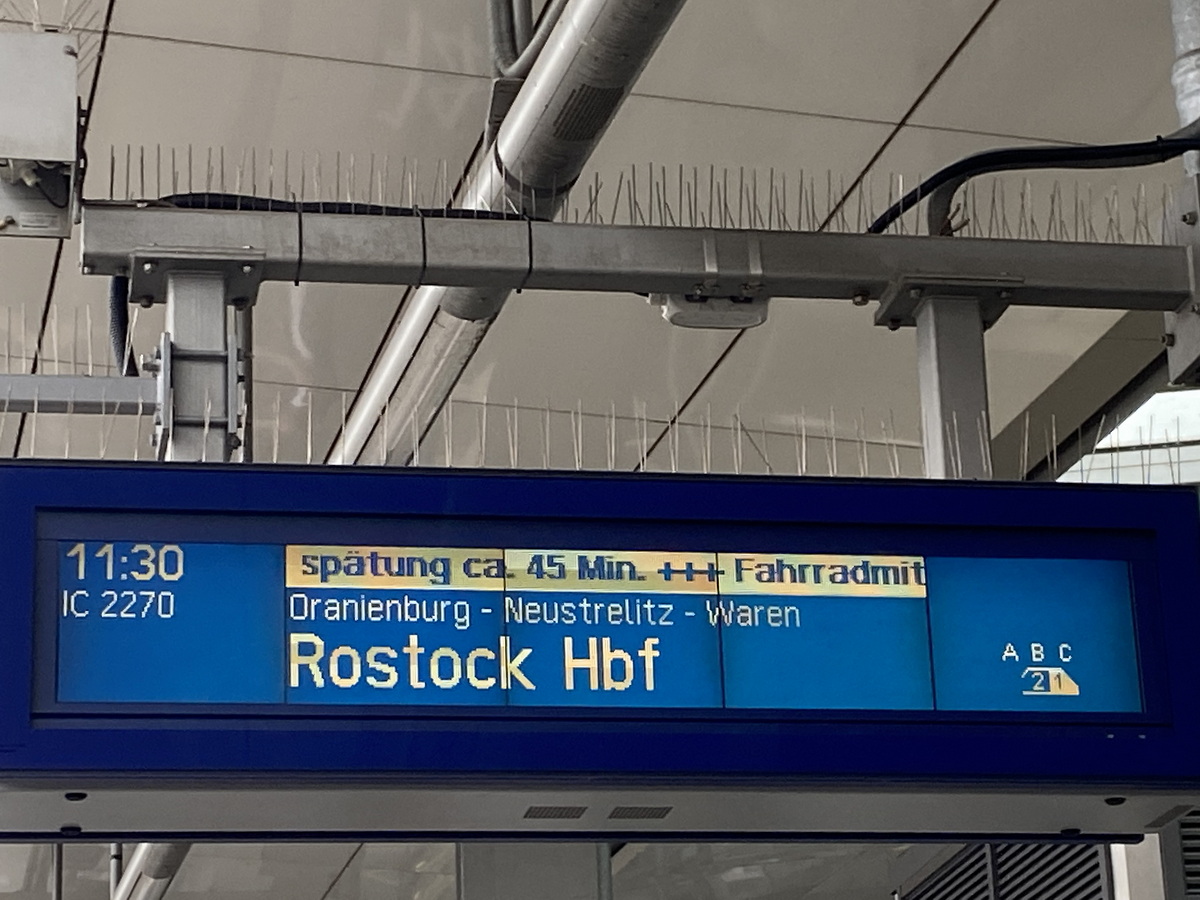 11:30
spätung ca. 45 Min. +++ Fahrradmit
IC 2270
Oranienburg - Neustrelitz - Waren
Rostock Hbf
A B C
2 1